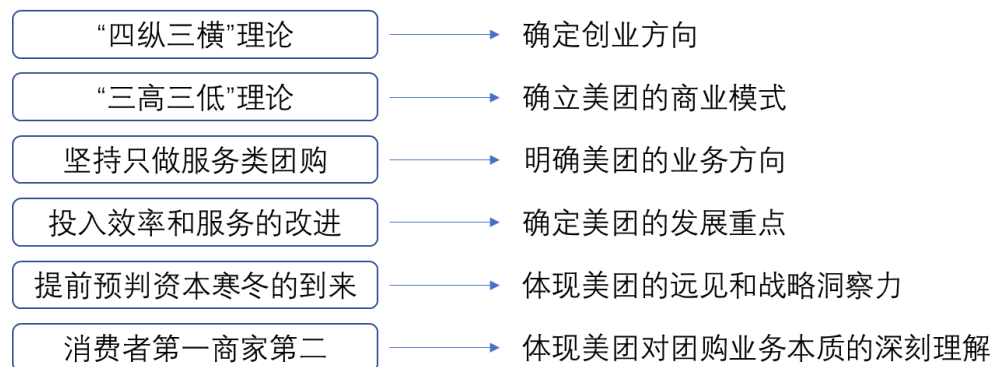 “四纵三横”理论 确定创业方向
“三高三低”理论 确立美团的商业模式
坚持只做服务类团购 明确美团的业务方向
投入效率和服务的改进 确定美团的发展重点
提前预判资本寒冬的到来 体现美团的远见和战略洞察力
消费者第一商家第二 体现美团对团购业务本质的深刻理解